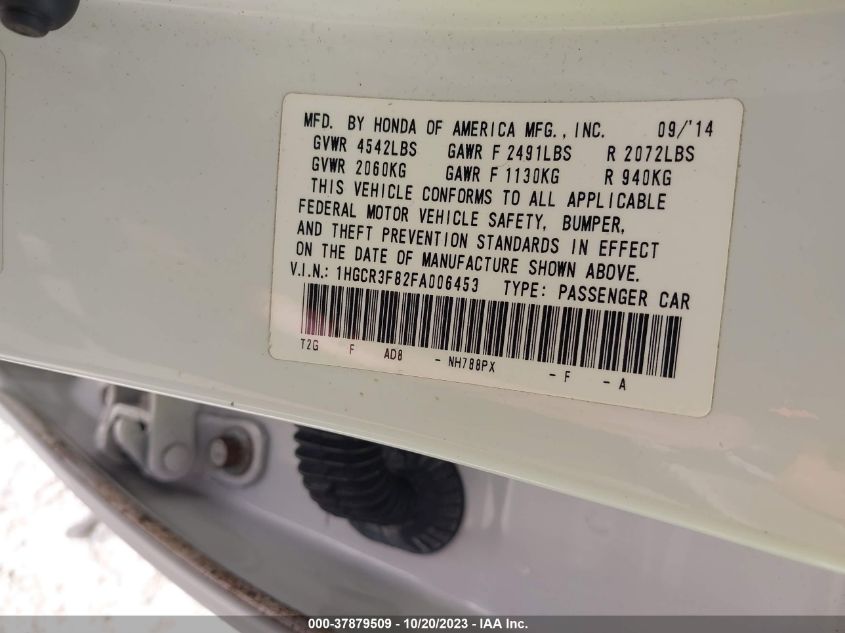 MFD. BY HONDA OF AMERICA MFG., INC. 09/'14
GVWR 4542LBS GAWR F 2491LBS R 2072LBS
GVWR 2060KG GAWR F 1130KG R 940KG
THIS VEHICLE CONFORMS TO ALL APPLICABLE
FEDERAL MOTOR VEHICLE SAFETY, BUMPER,
AND THEFT PREVENTION STANDARDS IN EFFECT
ON THE DATE OF MANUFACTURE SHOWN ABOVE.
V.I.N.: 1HGCR3F82FA006453 TYPE: PASSENGER CAR
T2G F AD8 - NH788PX - F - A
000-37879509 - 10/20/2023 - IAA Inc.